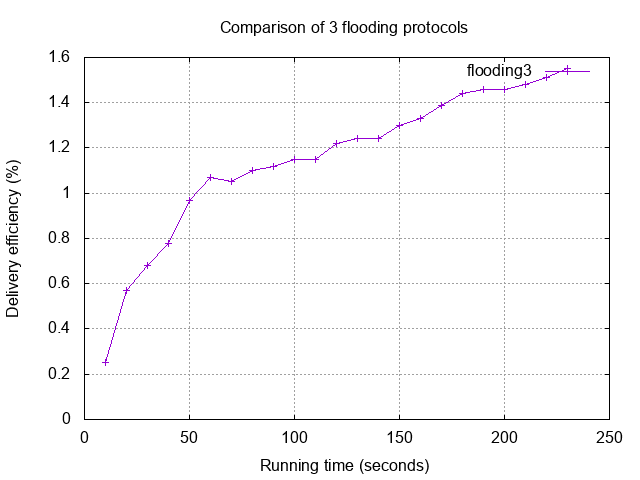 Comparison of 3 flooding protocols
1.6
1.4
1.2
1
0.8
0.6
0.4
0.2
0
flooding3
Delivery efficiency (%)
0 50 100 150 200 250
Running time (seconds)